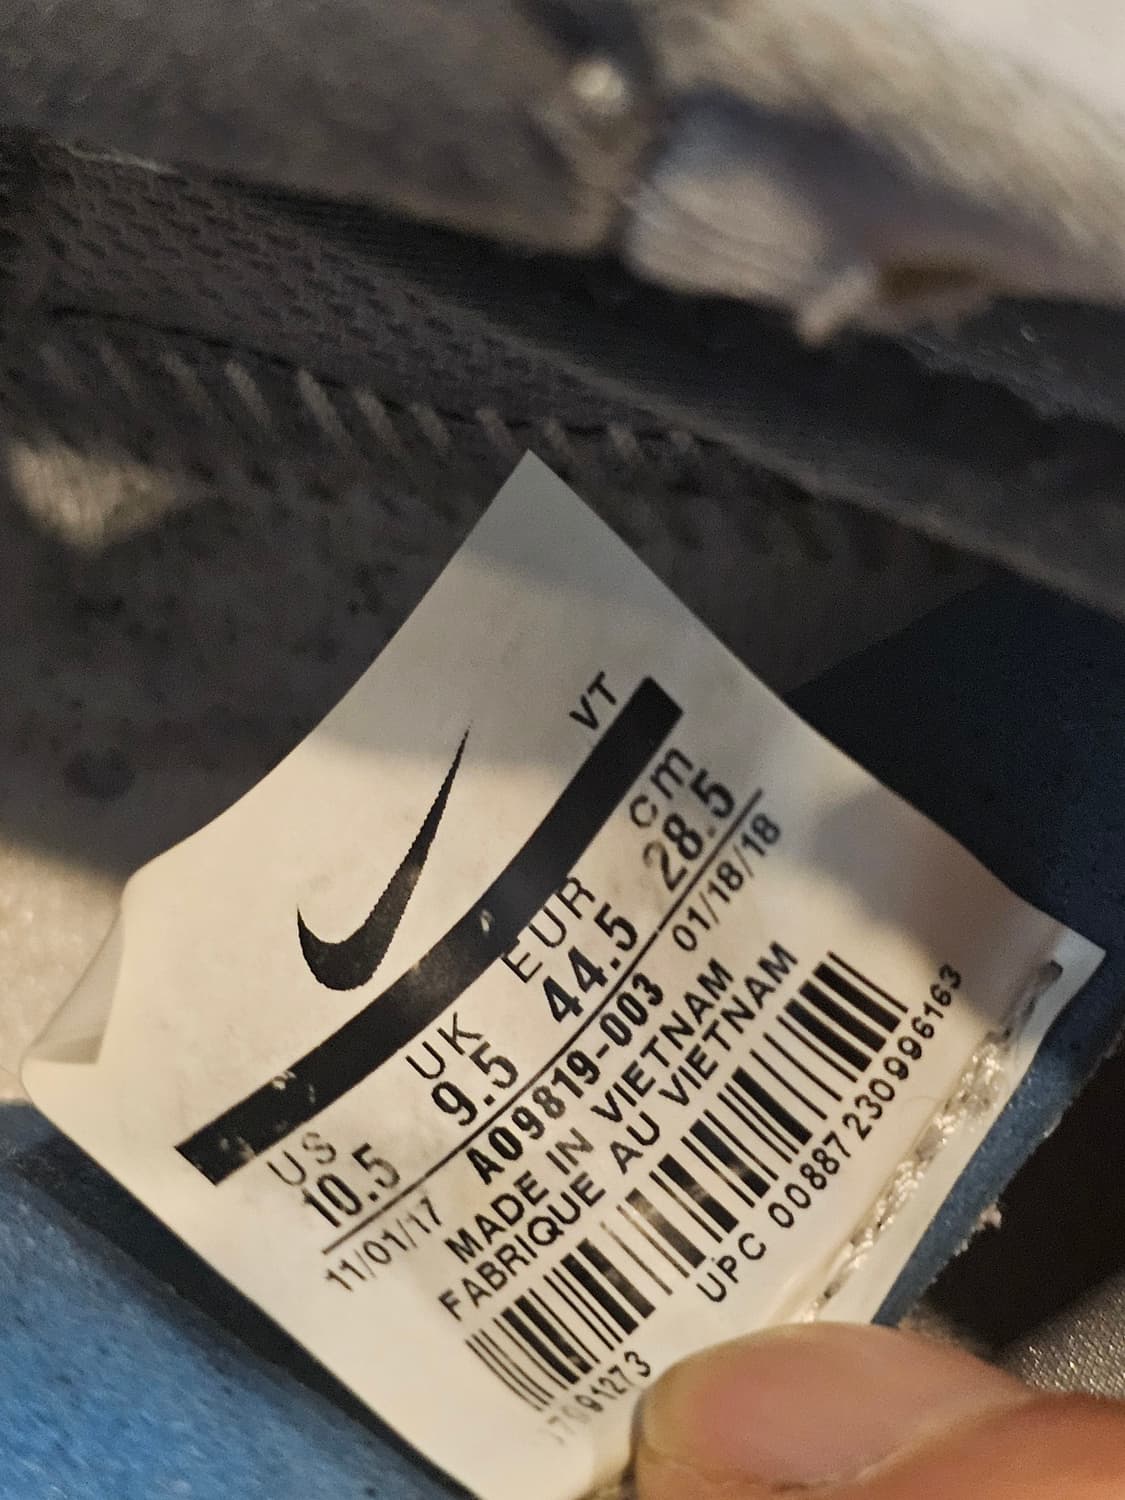 VT
US UK EUR cm
10.5 9.5 44.5 28.5
11/01/17 AO9819-003 01/18/18
MADE IN VIETNAM
FABRIQUE AU VIETNAM
UPC 00887230996163